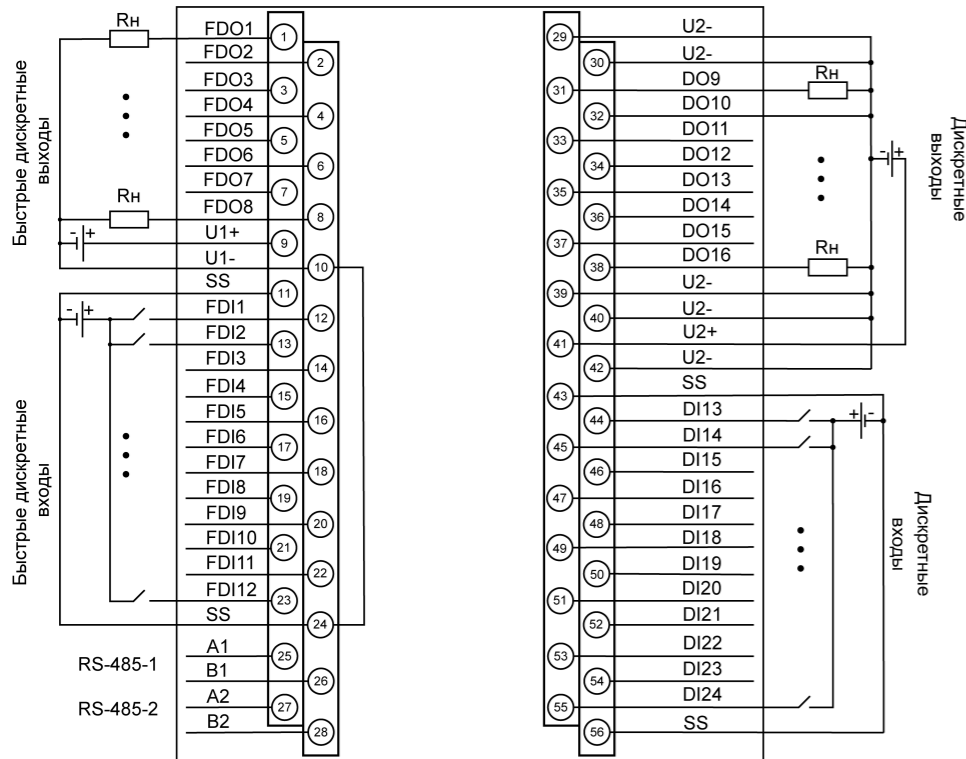 Быстрые дискретные
выходы
Rн
FDO1
1
FDO2
2
FDO3
3
FDO4
4
FDO5
5
FDO6
6
FDO7
7
Rн
FDO8
8
- +
U1+
9
U1-
10
SS
11
Быстрые дискретные
входы
- +
FDI1
12
FDI2
13
FDI3
14
FDI4
15
FDI5
16
FDI6
17
FDI7
18
FDI8
19
FDI9
20
FDI10
21
FDI11
22
FDI12
23
SS
24
RS-485-1
A1
25
B1
26
RS-485-2
A2
27
B2
28
29
U2-
30
U2-
31
DO9
Rн
32
DO10
33
DO11
34
DO12
35
DO13
36
DO14
37
DO15
38
DO16
Rн
- +
Дискретные
выходы
39
U2-
40
U2-
41
U2+
42
U2-
43
SS
44
DI13
+ -
45
DI14
46
DI15
47
DI16
48
DI17
49
DI18
50
DI19
51
DI20
52
DI21
53
DI22
54
DI23
55
DI24
56
SS
Дискретные
входы